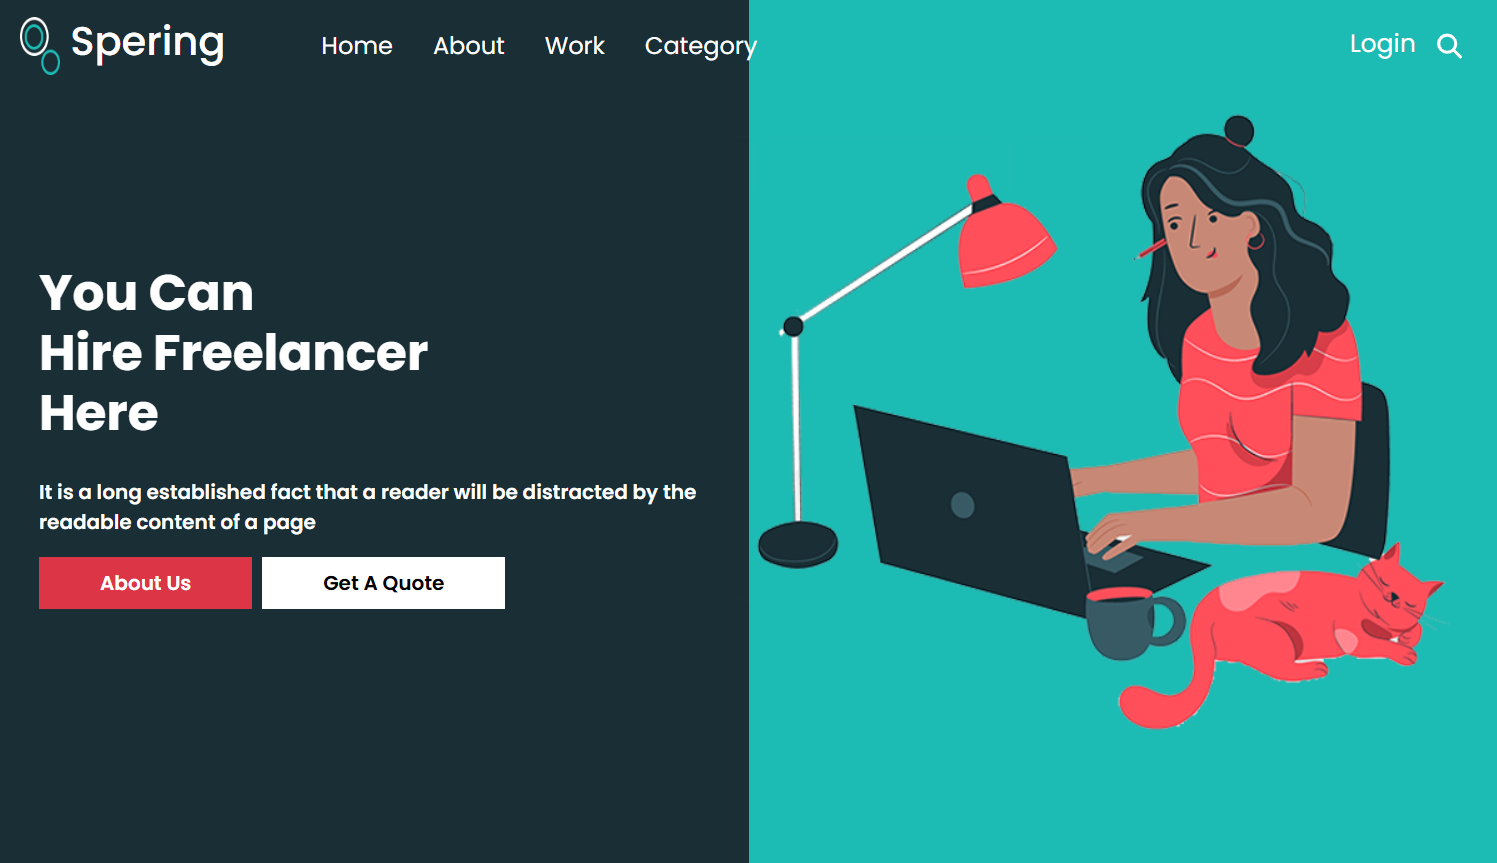 Spering
Home About Work Category
Login
You Can
Hire Freelancer
Here
It is a long established fact that a reader will be distracted by the
readable content of a page
About Us
Get A Quote